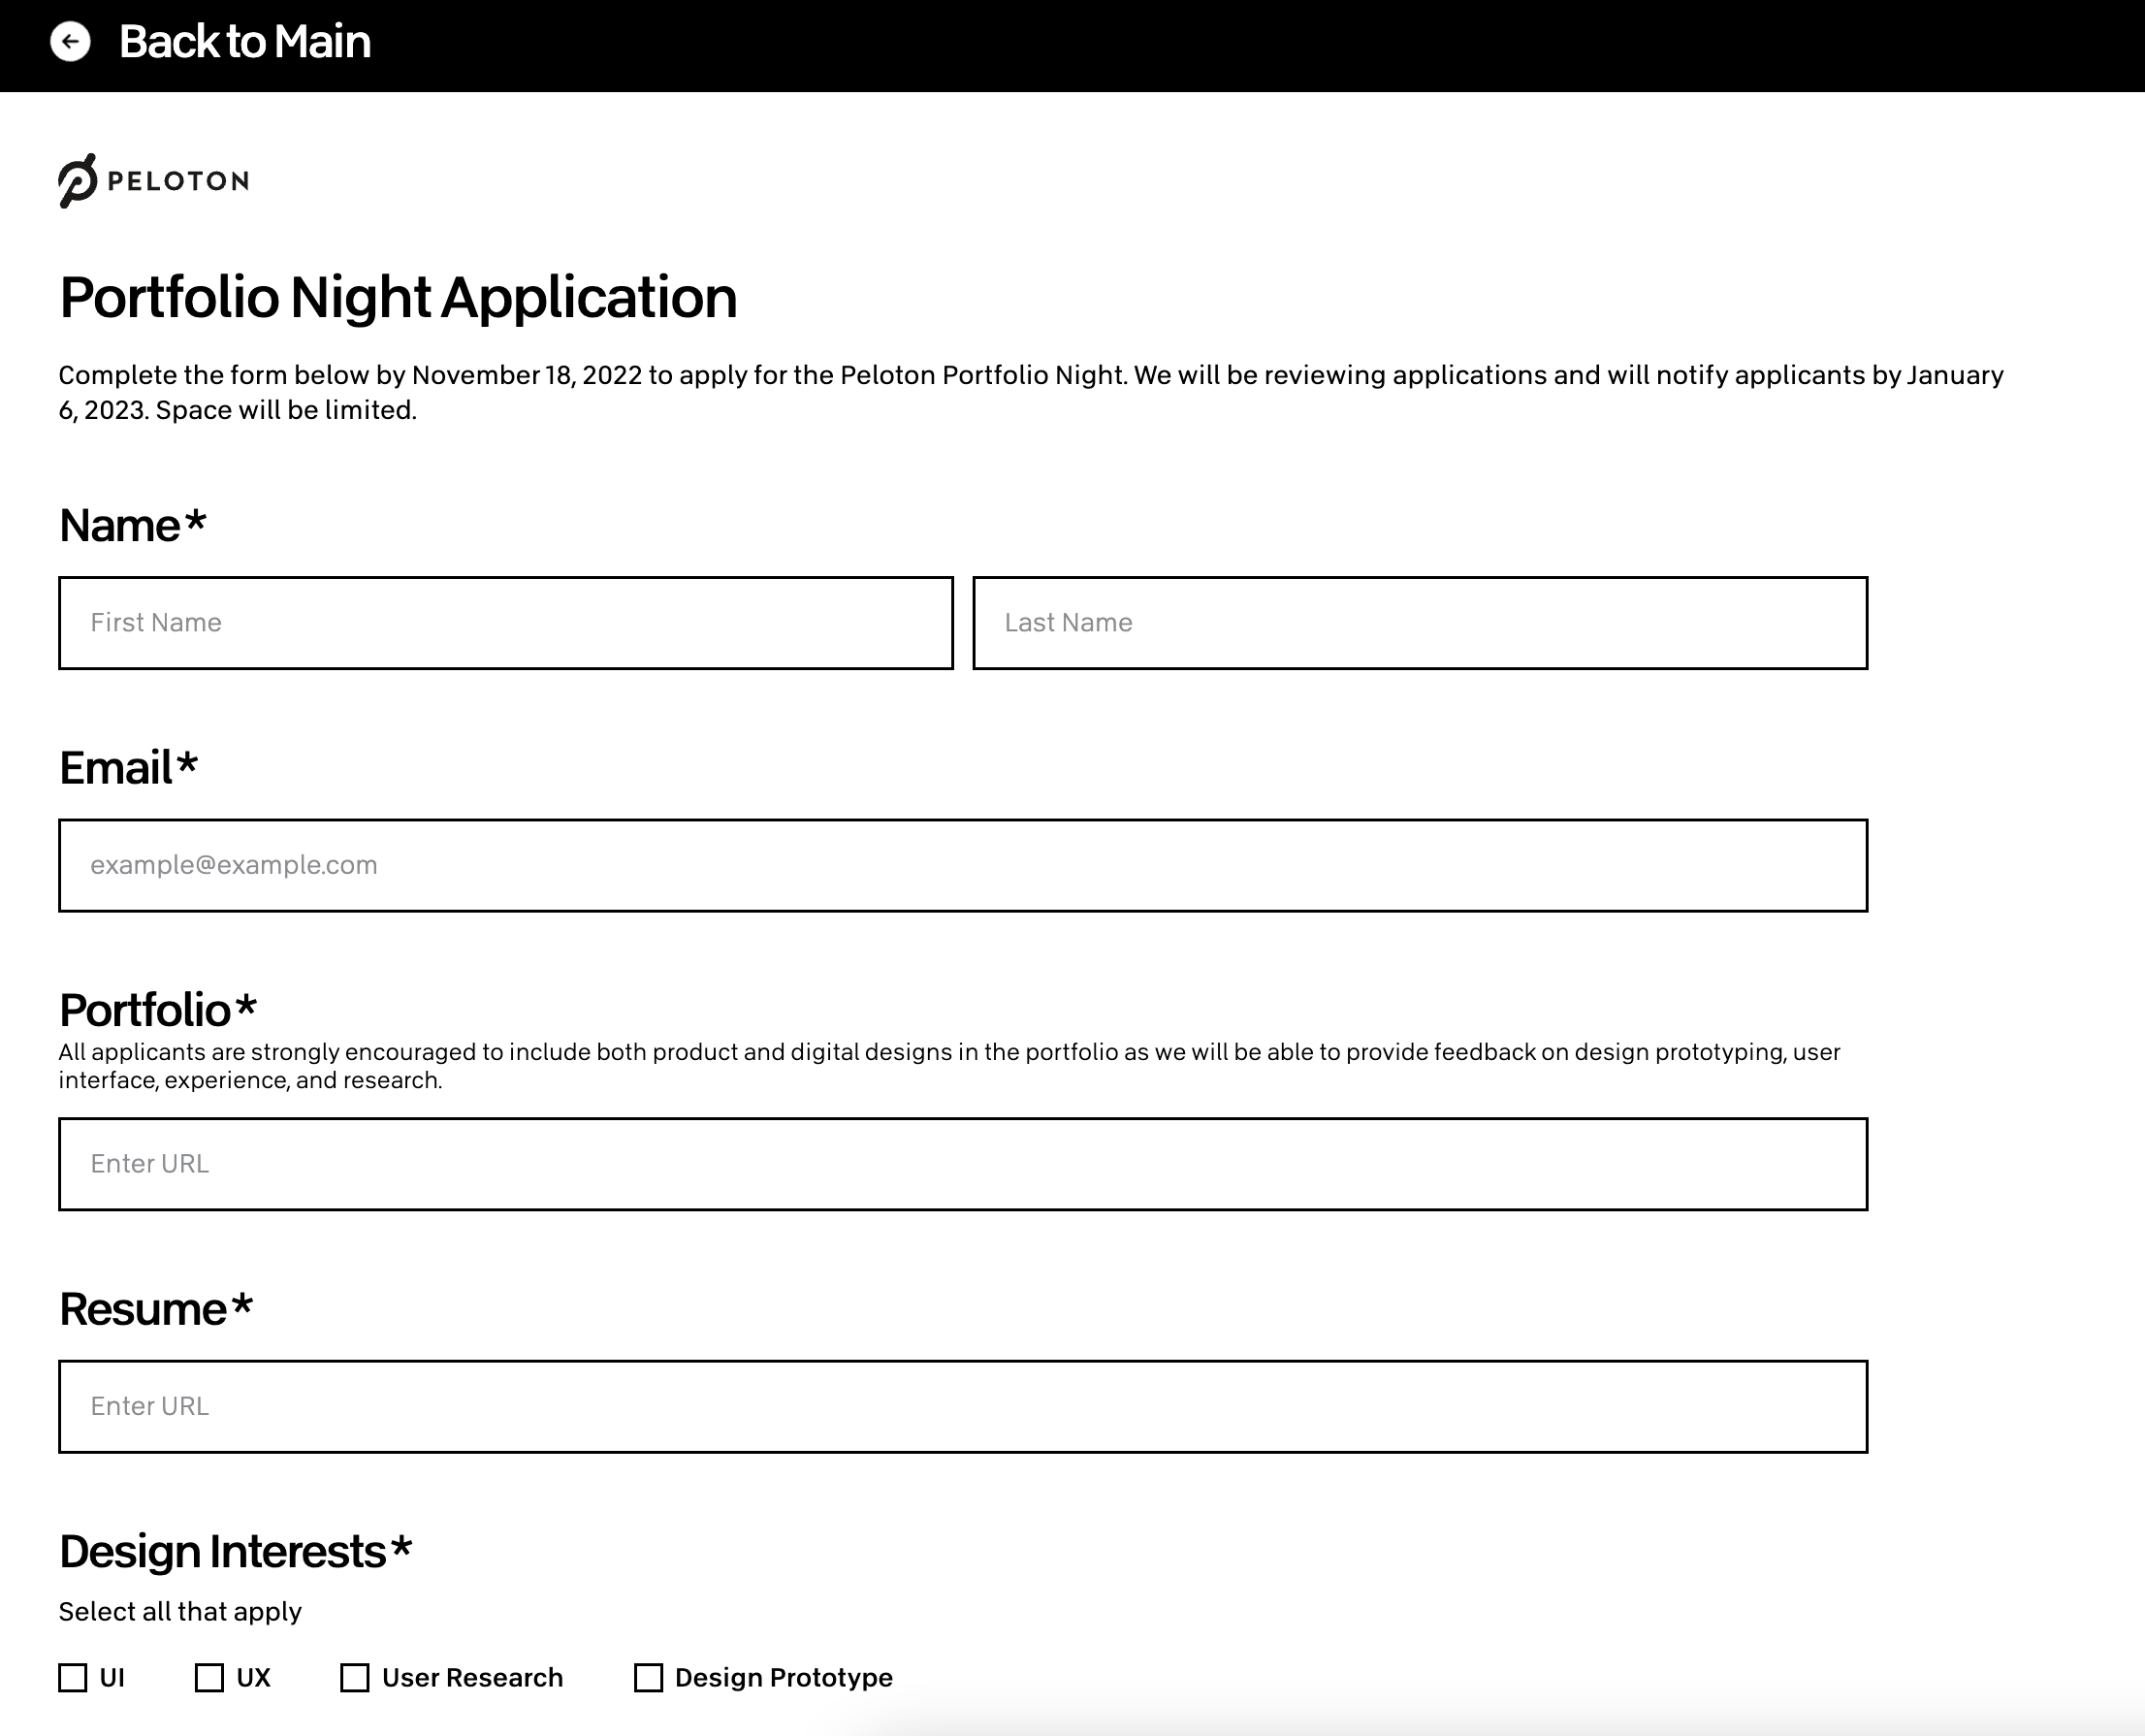 Back to Main
PELOTON
Portfolio Night Application
Complete the form below by November 18, 2022 to apply for the Peloton Portfolio Night. We will be reviewing applications and will notify applicants by January
6, 2023. Space will be limited.
Name*
First Name Last Name
Email*
example@example.com
Portfolio*
All applicants are strongly encouraged to include both product and digital designs in the portfolio as we will be able to provide feedback on design prototyping, user
interface, experience, and research.
Enter URL
Resume*
Enter URL
Design Interests*
Select all that apply
UI UX User Research Design Prototype